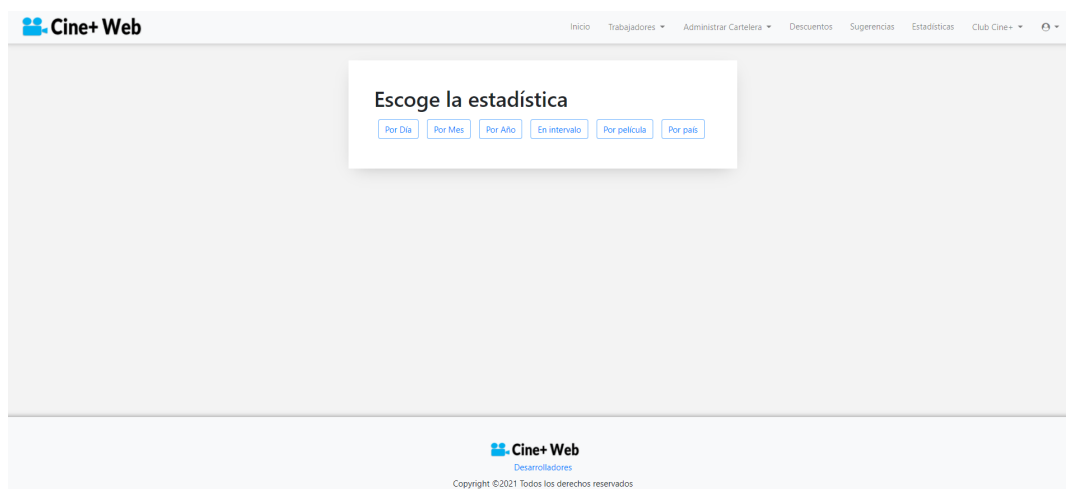 Cine+ Web Inicio Trabajadores Administrar Cartelera Descuentos Sugerencias Estadísticas Club Cine+
Escoge la estadística
Por Día Por Mes Por Año En intervalo Por película Por país
Cine+ Web
Desarrolladores
Copyright ©2021 Todos los derechos reservados